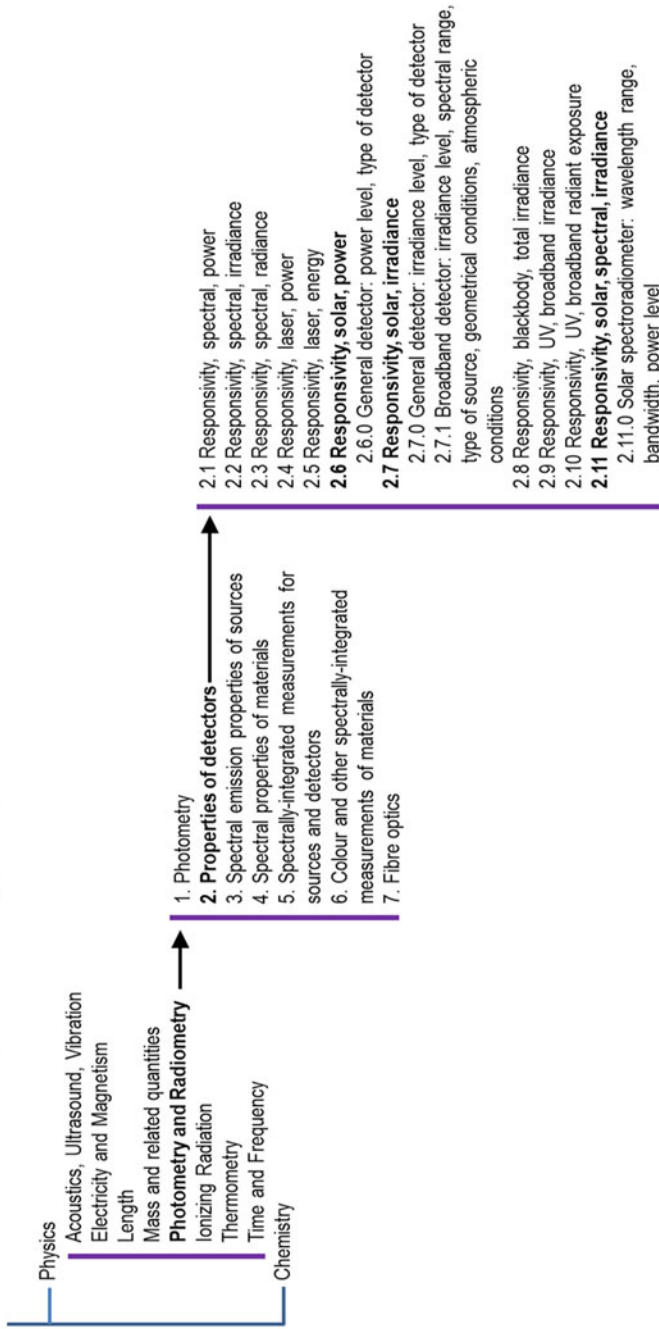 Physics
Acoustics, Ultrasound, Vibration
Electricity and Magnetism
Length
Mass and related quantities
Photometry and Radiometry
Ionizing Radiation
Thermometry
Time and Frequency
Chemistry
1. Photometry
2. Properties of detectors
3. Spectral emission properties of sources
4. Spectral properties of materials
5. Spectrally-integrated measurements for
sources and detectors
6. Colour and other spectrally-integrated
measurements of materials
7. Fibre optics
2.1 Responsivity, spectral, power
2.2 Responsivity, spectral, irradiance
2.3 Responsivity, spectral, radiance
2.4 Responsivity, laser, power
2.5 Responsivity, laser, energy
2.6 Responsivity, solar, power
2.6.0 General detector: power level, type of detector
2.7 Responsivity, solar, irradiance
2.7.0 General detector: irradiance level, type of detector
2.7.1 Broadband detector: irradiance level, spectral range,
type of source, geometrical conditions, atmospheric
conditions
2.8 Responsivity, blackbody, total irradiance
2.9 Responsivity, UV, broadband irradiance
2.10 Responsivity, UV, broadband radiant exposure
2.11 Responsivity, solar, spectral, irradiance
2.11.0 Solar spectroradiometer: wavelength range,
bandwidth, power level